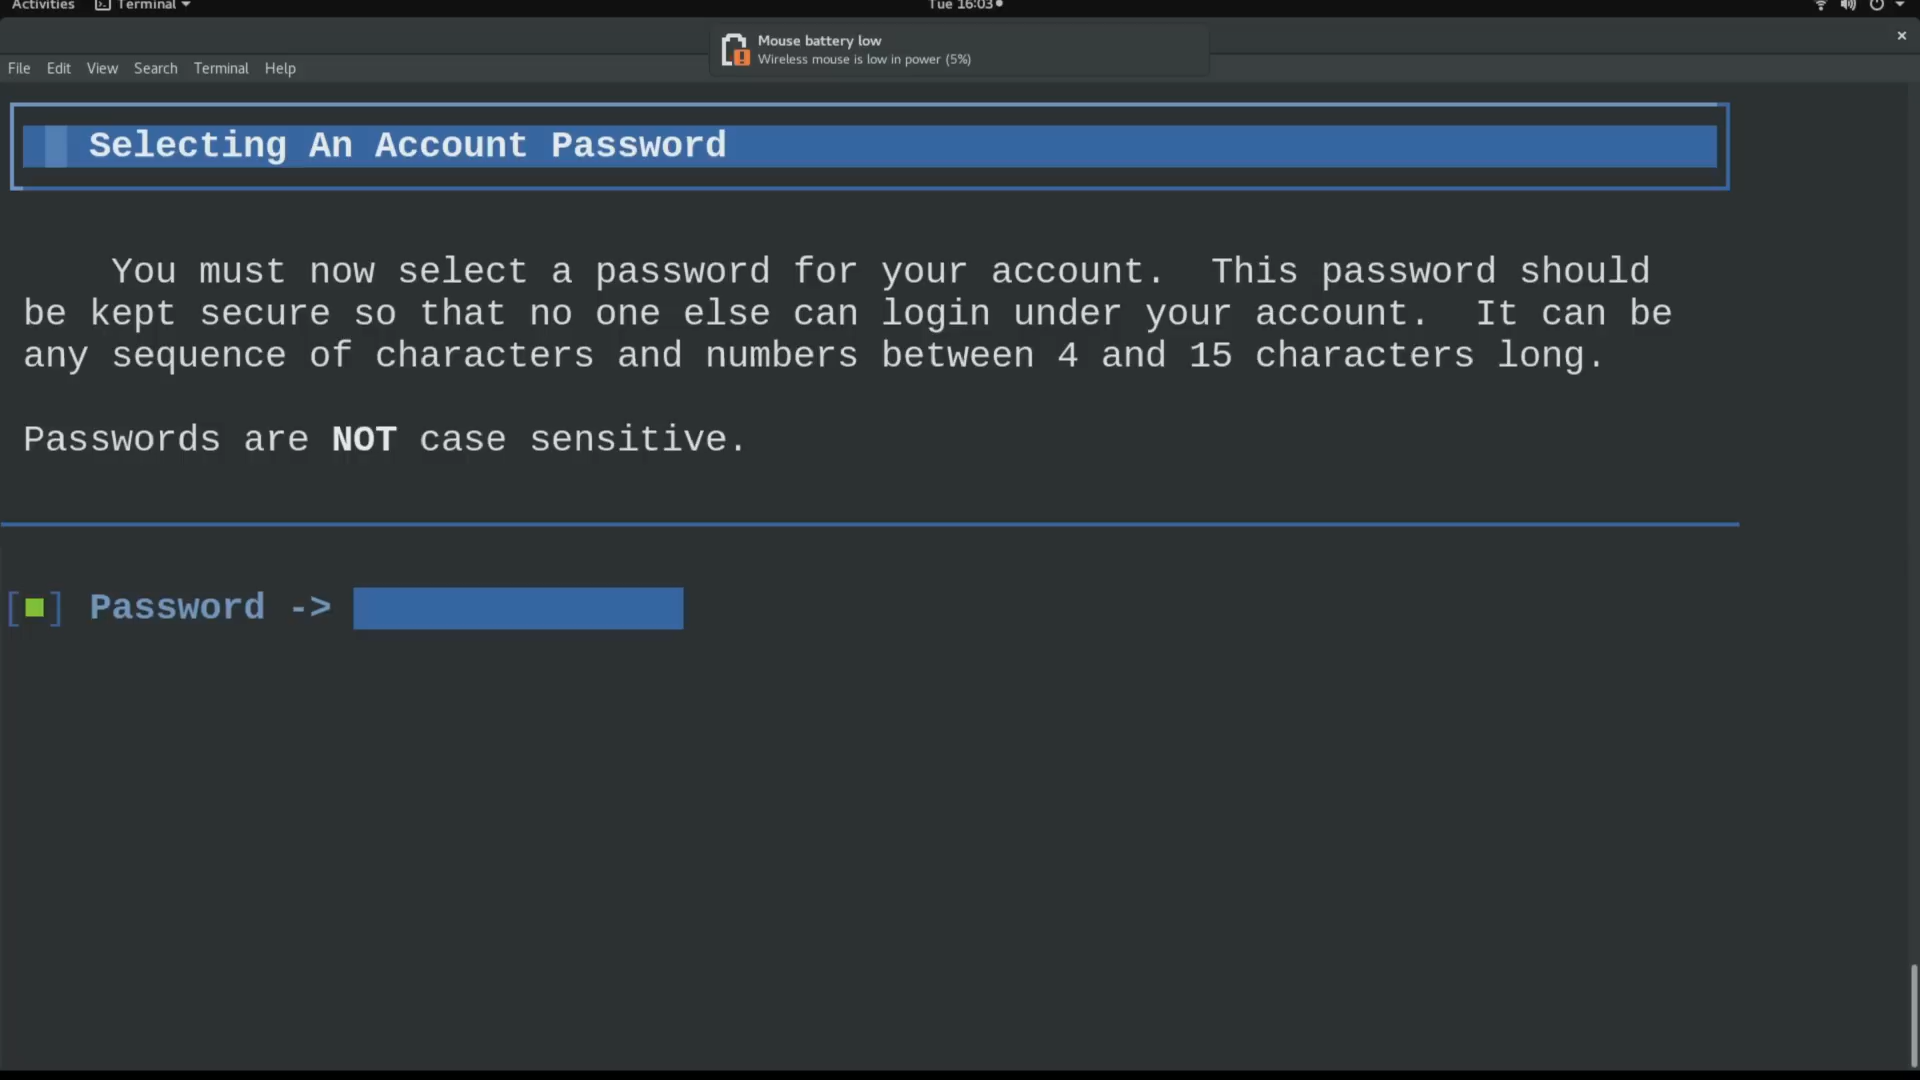 Activities Terminal Tue 16:03
Mouse battery low
Wireless mouse is low in power (5%)
File Edit View Search Terminal Help
Selecting An Account Password
You must now select a password for your account. This password should
be kept secure so that no one else can login under your account. It can be
any sequence of characters and numbers between 4 and 15 characters long.
Passwords are NOT case sensitive.
[■] Password ->